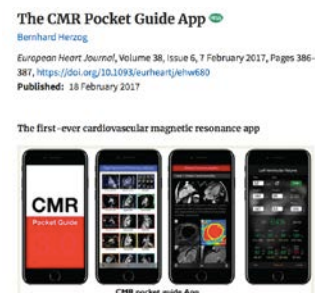 The CMR Pocket Guide App
Bernhard Herzog
European Heart Journal, Volume 38, Issue 6, 7 February 2017, Pages 386-
387, https://doi.org/10.1093/eurheartj/ehw680
Published: 18 February 2017
The first-ever cardiovascular magnetic resonance app
CMR
Pocket Guide
CMR pocket guide App